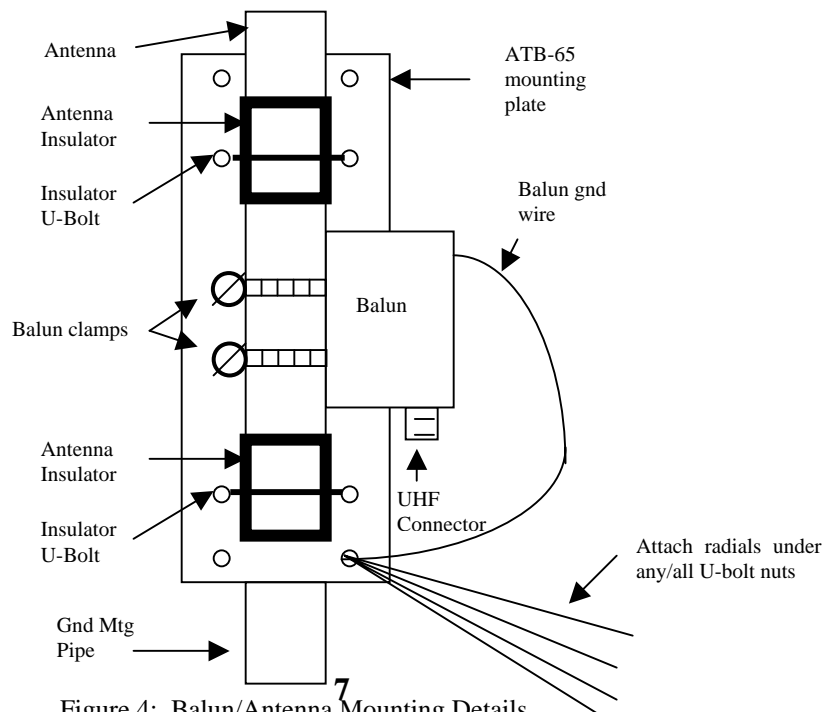 Antenna
ATB-65
mounting
plate
Antenna
Insulator
Insulator
U-Bolt
Balun gnd
wire
Balun
Balun clamps
Antenna
Insulator
UHF
Connector
Insulator
U-Bolt
Attach radials under
any/all U-bolt nuts
Gnd Mtg
Pipe
7
Figure 4: Balun/Antenna Mounting Details